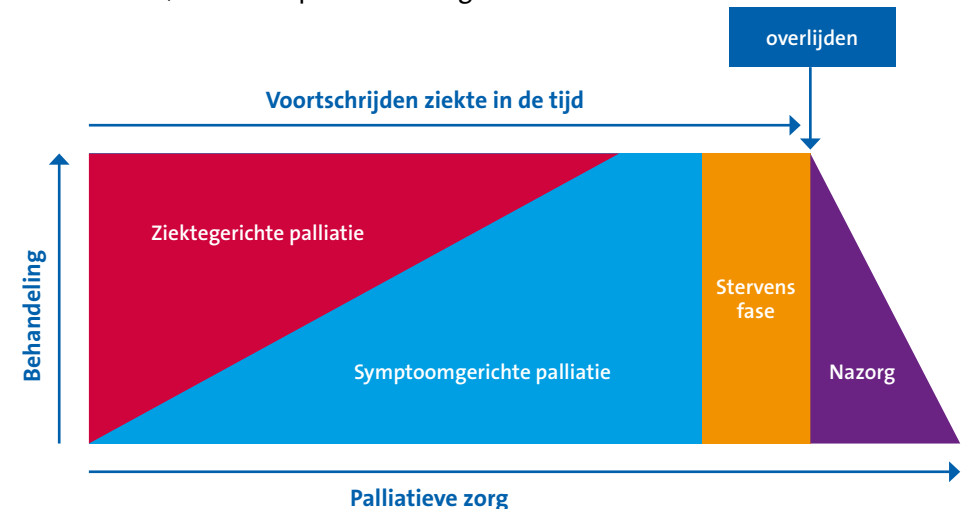 overlijden
Voortschrijden ziekte in de tijd
Ziektegerichte palliatie
Behandeling
Stervens
fase
Symptoomgerichte palliatie
Nazorg
Palliatieve zorg